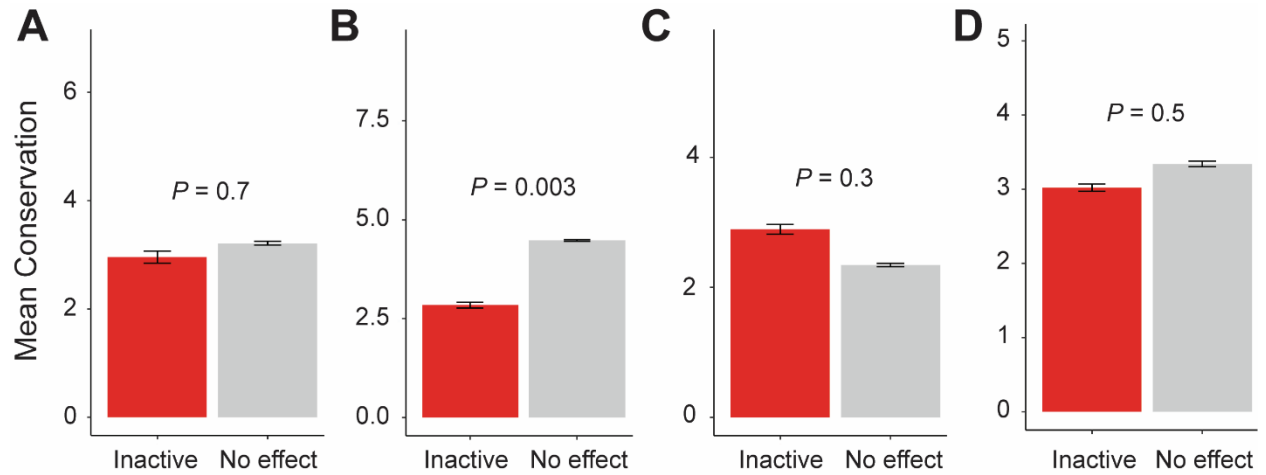 A
Mean Conservation
6
4
2
0
P = 0.7
Inactive
No effect
B
7.5
5.0
2.5
0.0
P = 0.003
Inactive
No effect
C
4
2
0
P = 0.3
Inactive
No effect
D
5
4
3
2
1
0
P = 0.5
Inactive
No effect